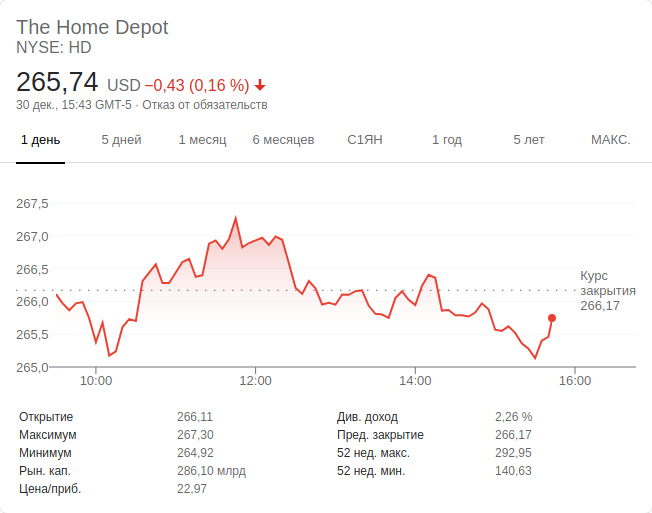 The Home Depot
NYSE: HD
265,74 USD −0,43 (0,16 %)
30 дек., 15:43 GMT-5 · Отказ от обязательств
1 день 5 дней 1 месяц 6 месяцев С1ЯН 1 год 5 лет МАКС.
267,5
267,0
266,5
266,0
265,5
265,0
Курс
закрытия
266,17
10:00 12:00 14:00 16:00
Открытие 266,11 Див. доход 2,26 %
Максимум 267,30 Пред. закрытие 266,17
Минимум 264,92 52 нед. макс. 292,95
Рын. кап. 286,10 млрд 52 нед. мин. 140,63
Цена/приб. 22,97